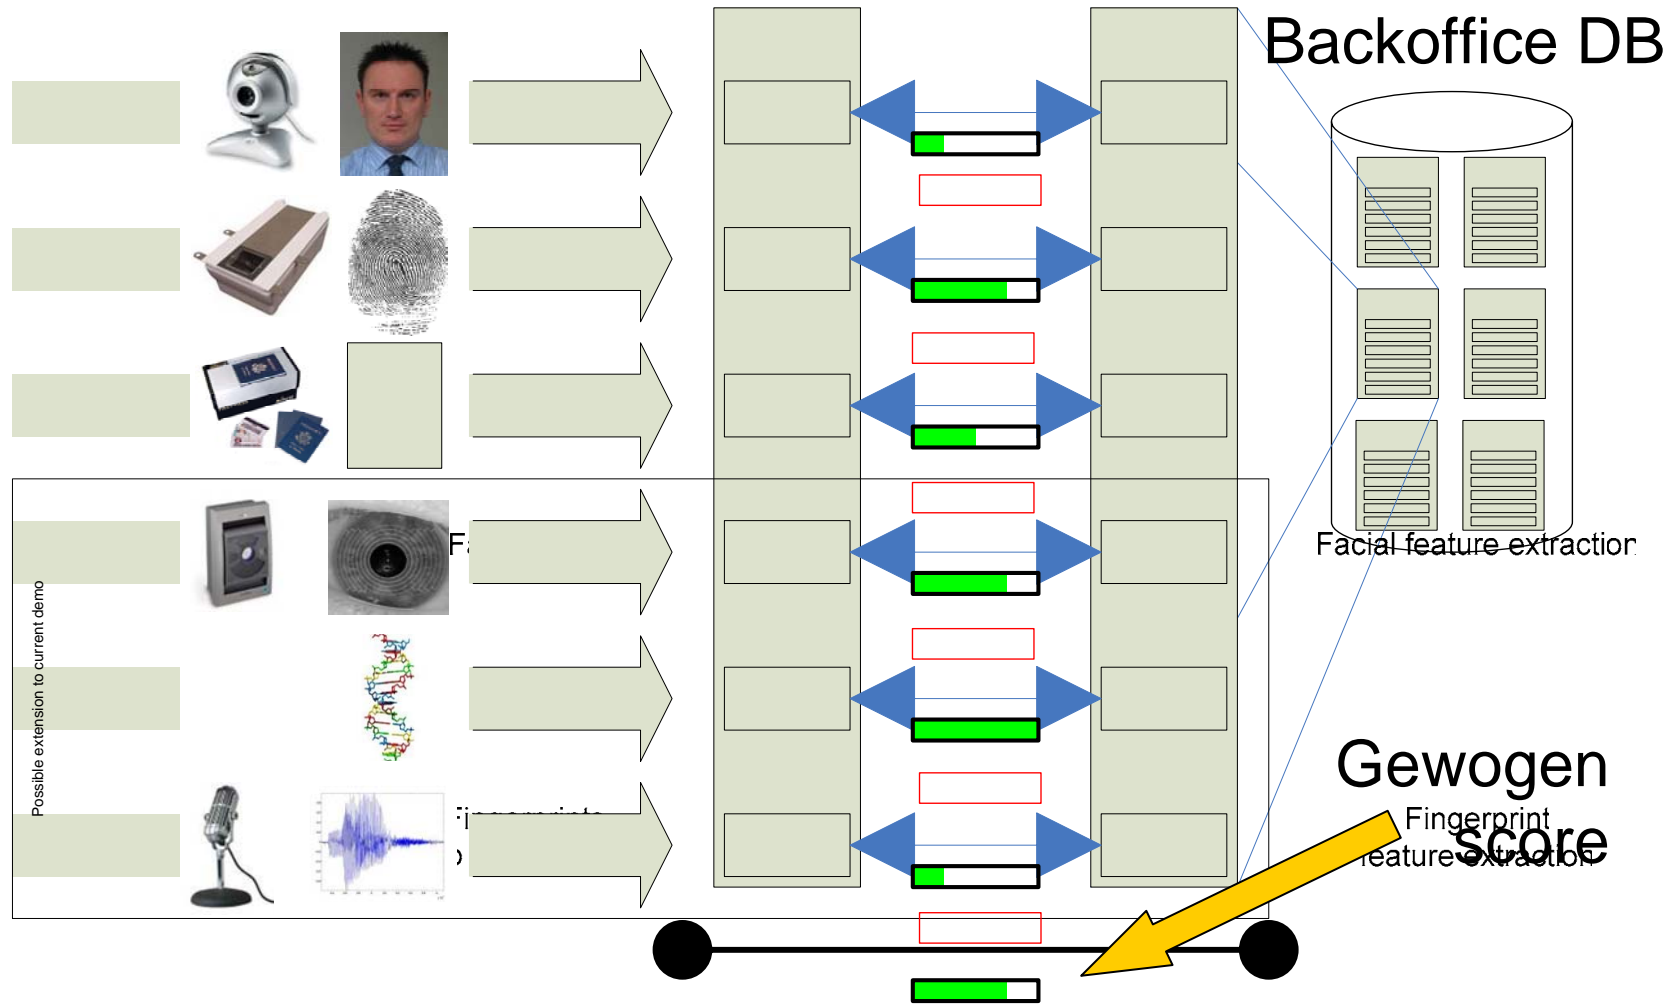 Backoffice DB
Facial feature extraction
Possible extension to current demo
Gewogen
score
Fingerprint
feature extraction